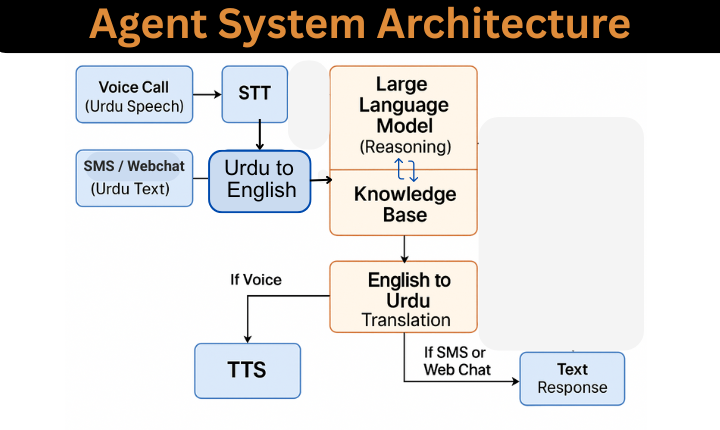 Agent System Architecture
Voice Call
(Urdu Speech)
STT
Large
Language
Model
(Reasoning)
SMS / Webchat
(Urdu Text)
Urdu to
English
Knowledge
Base
If Voice
English to
Urdu
Translation
TTS
If SMS or
Web Chat
Text
Response